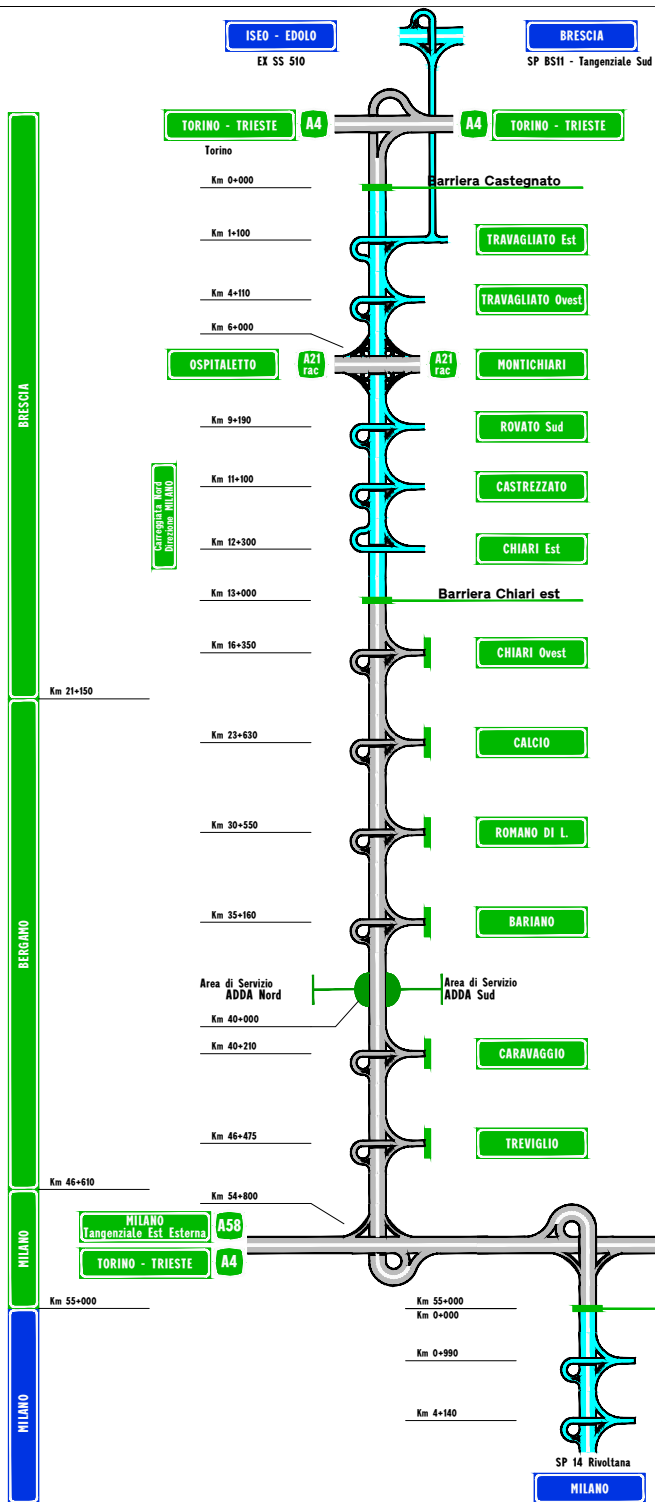 ISEO - EDOLO
BRESCIA
EX SS 510
SP BS11 - Tangenziale Sud
TORINO - TRIESTE
A4
A4
TORINO - TRIESTE
Torino
Km 0+000
Barriera Castegnato
Km 1+100
TRAVAGLIATO Est
Km 4+110
TRAVAGLIATO Ovest
Km 6+000
OSPITALETTO
A21
rac
A21
rac
MONTICHIARI
BRESCIA
Km 9+190
ROVATO Sud
Carreggiata Nord
Direzione MILANO
Km 11+100
CASTREZZATO
Km 12+300
CHIARI Est
Km 13+000
Barriera Chiari est
Km 16+350
CHIARI Ovest
Km 21+150
Km 23+630
CALCIO
Km 30+550
ROMANO DI L.
Km 35+160
BARIANO
BERGAMO
Area di Servizio
ADDA Nord
Area di Servizio
ADDA Sud
Km 40+000
Km 40+210
CARAVAGGIO
Km 46+475
TREVIGLIO
Km 46+610
Km 54+800
MILANO
Tangenziale Est Esterna
A58
TORINO - TRIESTE
A4
MILANO
Km 55+000
Km 55+000
Km 0+000
Km 0+990
MILANO
Km 4+140
SP 14 Rivoltana
MILANO